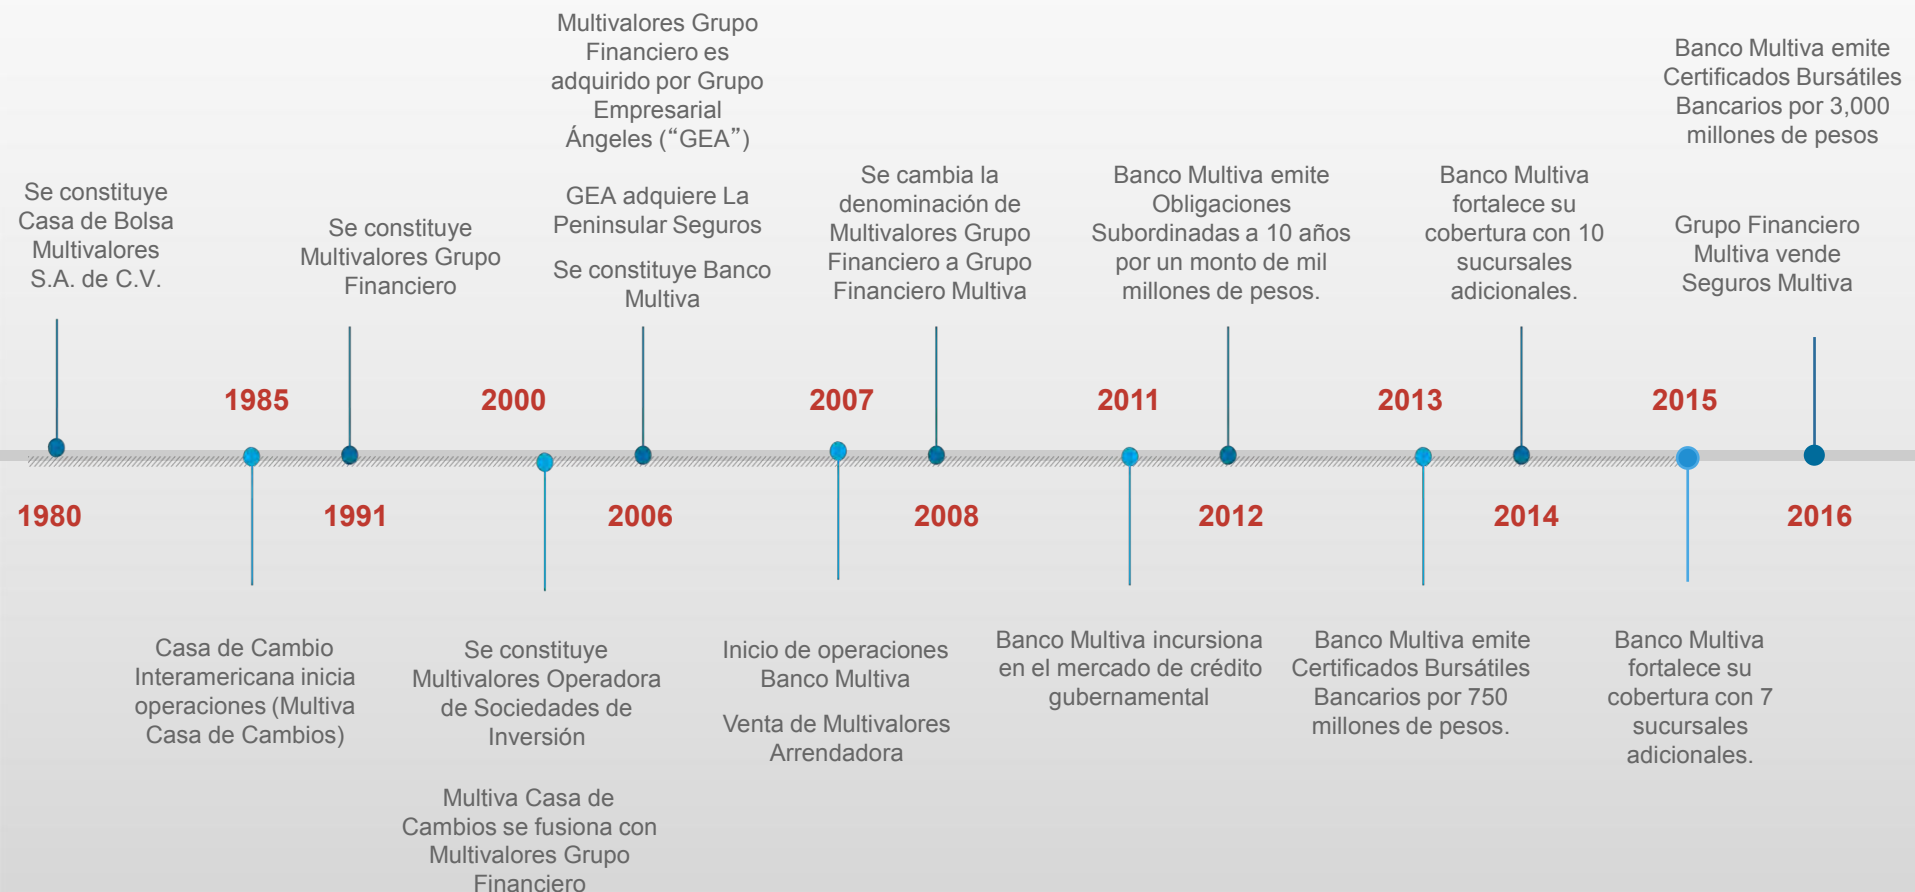 Se constituye
Casa de Bolsa
Multivalores
S.A. de C.V.
1980
1985
Casa de Cambio
Interamericana inicia
operaciones (Multiva
Casa de Cambios)
Se constituye
Multivalores Grupo
Financiero
1991
2000
Se constituye
Multivalores Operadora
de Sociedades de
Inversión
Multiva Casa de
Cambios se fusiona con
Multivalores Grupo
Financiero
Multivalores Grupo
Financiero es
adquirido por Grupo
Empresarial
Ángeles (“GEA”)
GEA adquiere La
Peninsular Seguros
Se constituye Banco
Multiva
2006
2007
Inicio de operaciones
Banco Multiva
Venta de Multivalores
Arrendadora
Se cambia la
denominación de
Multivalores Grupo
Financiero a Grupo
Financiero Multiva
2008
2011
Banco Multiva incursiona
en el mercado de crédito
gubernamental
Banco Multiva emite
Obligaciones
Subordinadas a 10 años
por un monto de mil
millones de pesos.
2012
2013
Banco Multiva emite
Certificados Bursátiles
Bancarios por 750
millones de pesos.
Banco Multiva
fortalece su
cobertura con 10
sucursales
adicionales.
2014
2015
Banco Multiva
fortalece su
cobertura con 7
sucursales
adicionales.
Banco Multiva emite
Certificados Bursátiles
Bancarios por 3,000
millones de pesos
Grupo Financiero
Multiva vende
Seguros Multiva
2016